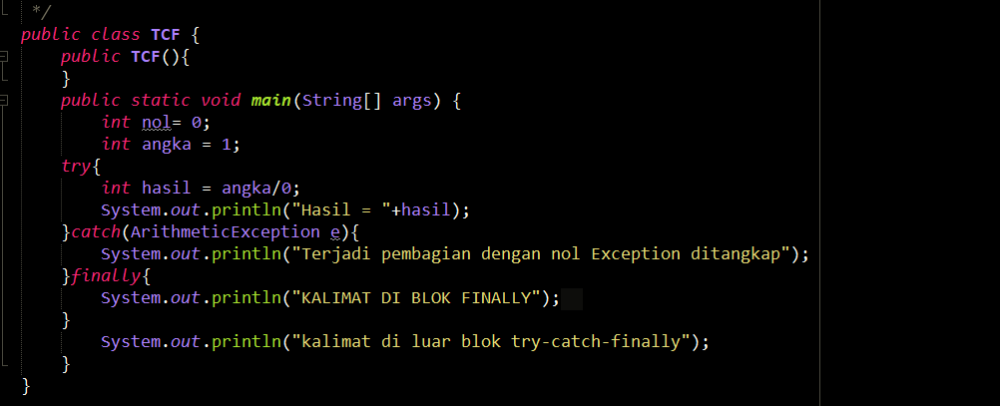 */
public class TCF {
public TCF(){
}
public static void main(String[] args) {
int nol= 0;
int angka = 1;
try{
int hasil = angka/0;
System.out.println("Hasil = "+hasil);
}catch(ArithmeticException e){
System.out.println("Terjadi pembagian dengan nol Exception ditangkap");
}finally{
System.out.println("KALIMAT DI BLOK FINALLY");
}
System.out.println("kalimat di luar blok try-catch-finally");
}
}